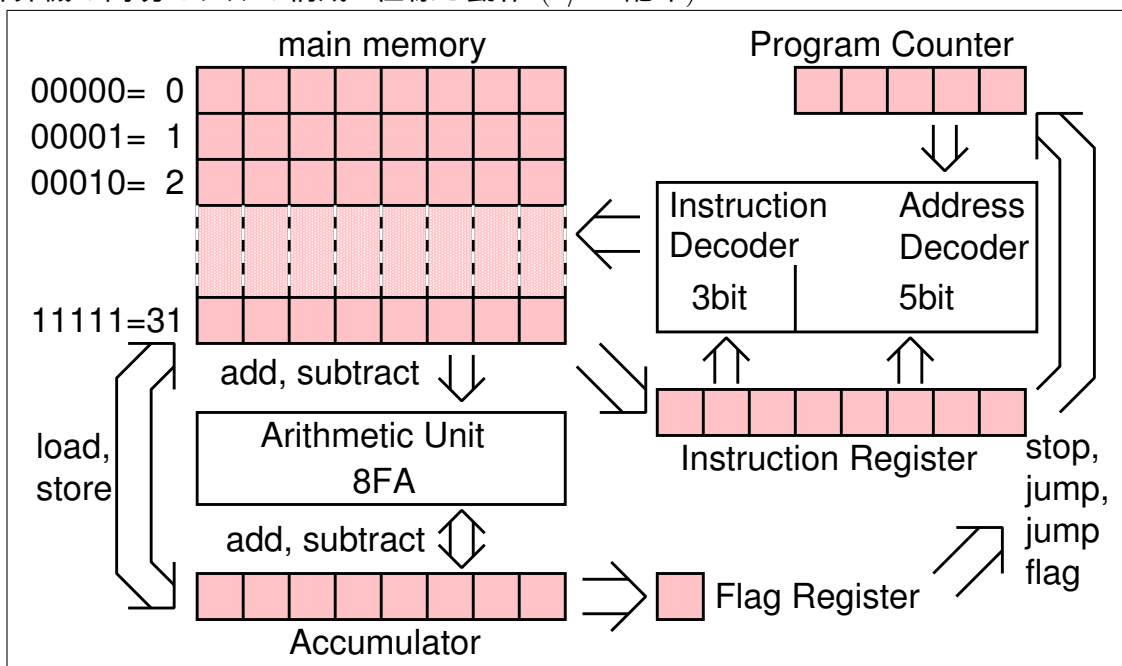 main memory
Program Counter
00000= 0
00001= 1
00010= 2
11111=31
Instruction
Decoder
3bit
Address
Decoder
5bit
add, subtract
Arithmetic Unit
8FA
load,
store
Instruction Register
stop,
jump,
jump
flag
add, subtract
Flag Register
Accumulator